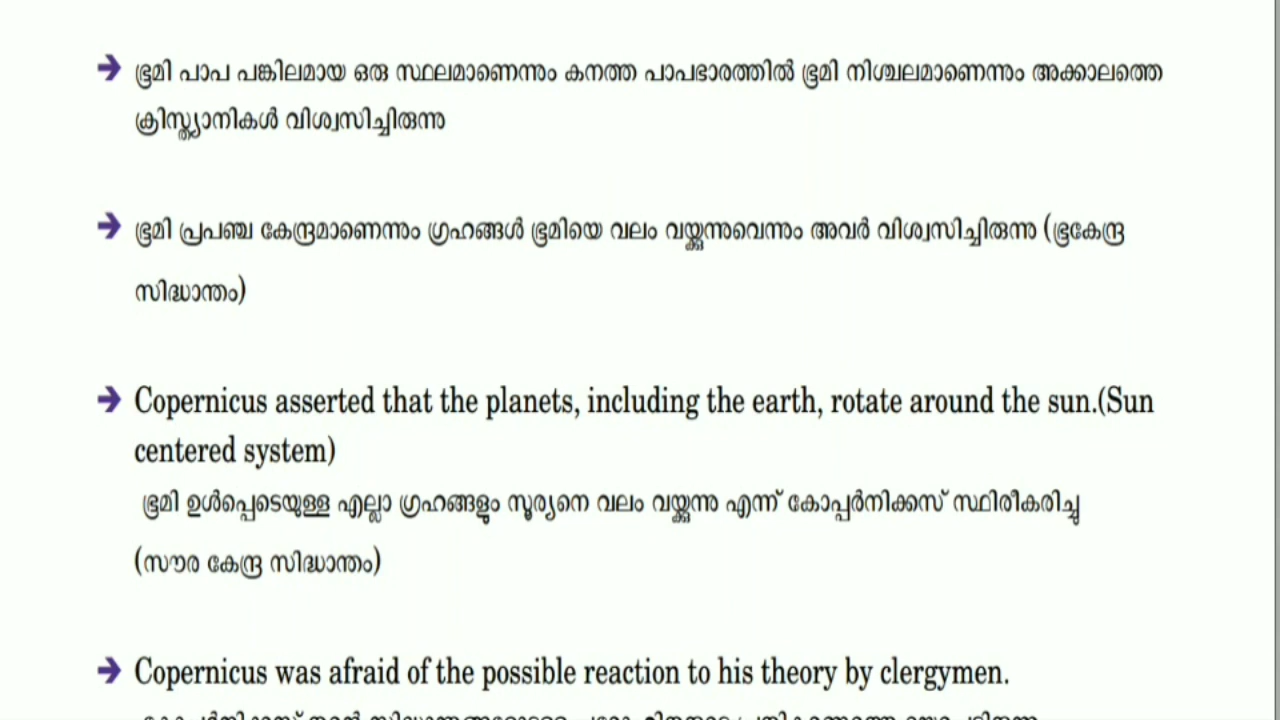 ➔ ഭൂമി പാപ പങ്കിലമായ ഒരു സ്ഥലമാണെന്നും കനത്ത പാപഭാരത്തിൽ ഭൂമി നിശ്ചലമാണെന്നും അക്കാലത്തെ
ക്രിസ്ത്യാനികൾ വിശ്വസിച്ചിരുന്നു
➔ ഭൂമി പ്രപഞ്ച കേന്ദ്രമാണെന്നും ഗ്രഹങ്ങൾ ഭൂമിയെ വലം വയ്ക്കുന്നുവെന്നും അവർ വിശ്വസിച്ചിരുന്നു (ഭൂകേന്ദ്ര
സിദ്ധാന്തം)
➔ Copernicus asserted that the planets, including the earth, rotate around the sun.(Sun
centered system)
ഭൂമി ഉൾപ്പെടെയുള്ള എല്ലാ ഗ്രഹങ്ങളും സൂര്യനെ വലം വയ്ക്കുന്നു എന്ന് കോപ്പർനിക്കസ് സ്ഥിരീകരിച്ചു
(സൗര കേന്ദ്ര സിദ്ധാന്തം)
➔ Copernicus was afraid of the possible reaction to his theory by clergymen.